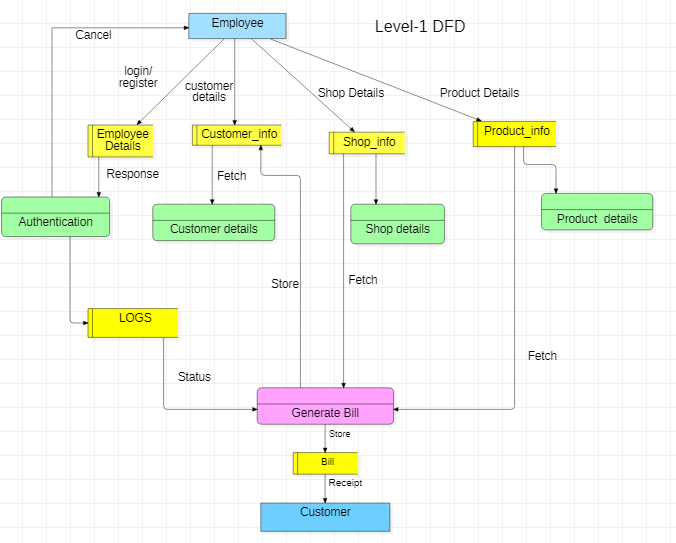 Employee
Level-1 DFD
Cancel
login/
register
customer
details
Shop Details
Product Details
Employee
Details
Customer_info
Shop_info
Product_info
Response
Fetch
Authentication
Customer details
Shop details
Product details
Store
Fetch
LOGS
Fetch
Status
Generate Bill
Store
Bill
Receipt
Customer